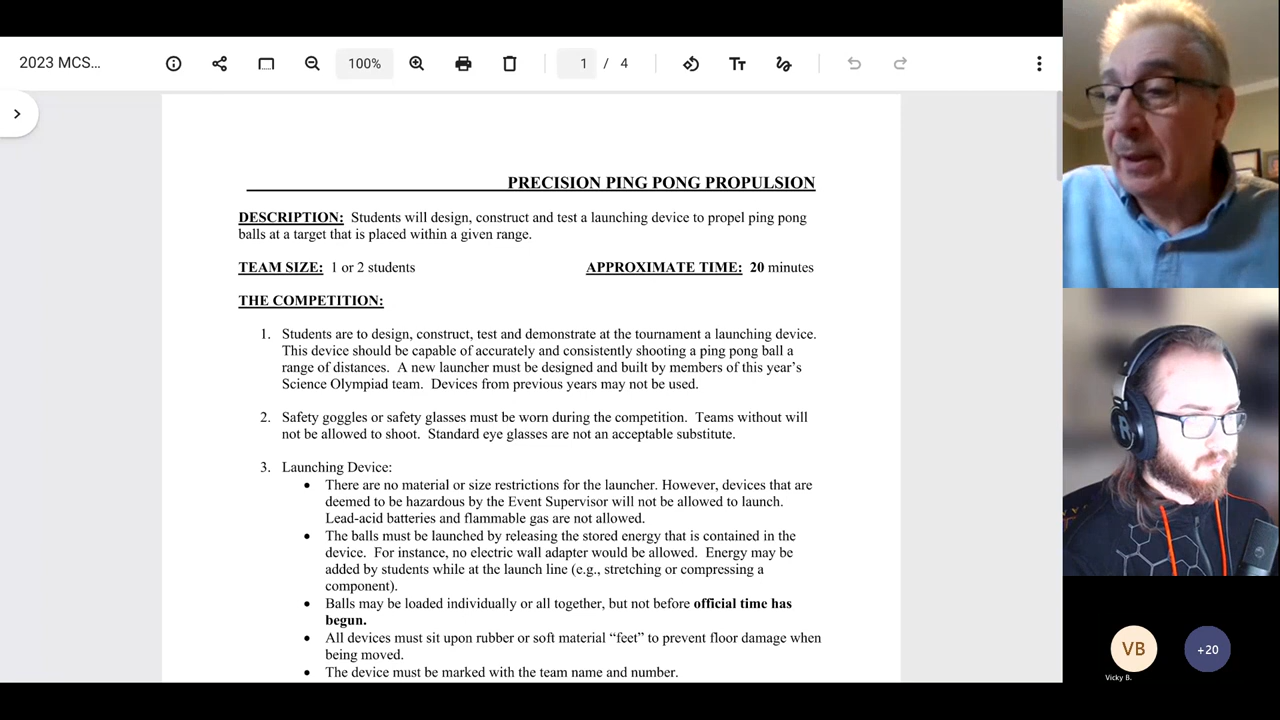 2023 MCS...
100%
1 / 4
PRECISION PING PONG PROPULSION
DESCRIPTION: Students will design, construct and test a launching device to propel ping pong
balls at a target that is placed within a given range.
TEAM SIZE: 1 or 2 students APPROXIMATE TIME: 20 minutes
THE COMPETITION:
1. Students are to design, construct, test and demonstrate at the tournament a launching device.
This device should be capable of accurately and consistently shooting a ping pong ball a
range of distances. A new launcher must be designed and built by members of this year’s
Science Olympiad team. Devices from previous years may not be used.
2. Safety goggles or safety glasses must be worn during the competition. Teams without will
not be allowed to shoot. Standard eye glasses are not an acceptable substitute.
3. Launching Device:
• There are no material or size restrictions for the launcher. However, devices that are
deemed to be hazardous by the Event Supervisor will not be allowed to launch.
Lead-acid batteries and flammable gas are not allowed.
• The balls must be launched by releasing the stored energy that is contained in the
device. For instance, no electric wall adapter would be allowed. Energy may be
added by students while at the launch line (e.g., stretching or compressing a
component).
• Balls may be loaded individually or all together, but not before official time has
begun.
• All devices must sit upon rubber or soft material “feet” to prevent floor damage when
being moved.
• The device must be marked with the team name and number.
R
VB
+20
Vicky B.